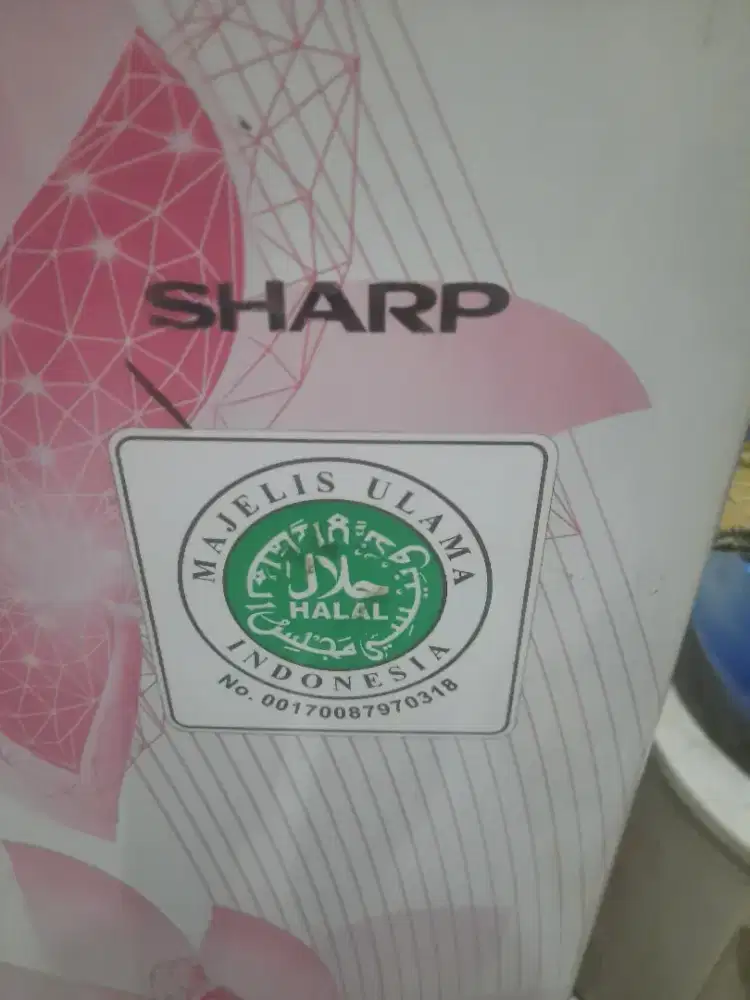 SHARP
MAJELIS ULAMA
حلال
HALAL
INDONESIA
No. 00170087970318